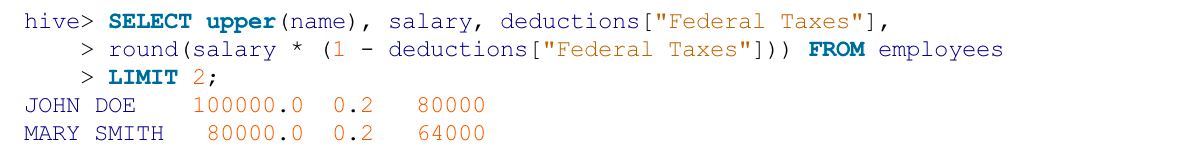 hive> SELECT upper(name), salary, deductions["Federal Taxes"],
    > round(salary * (1 - deductions["Federal Taxes"])) FROM employees
    > LIMIT 2;
JOHN DOE    100000.0  0.2   80000
MARY SMITH   80000.0  0.2   64000